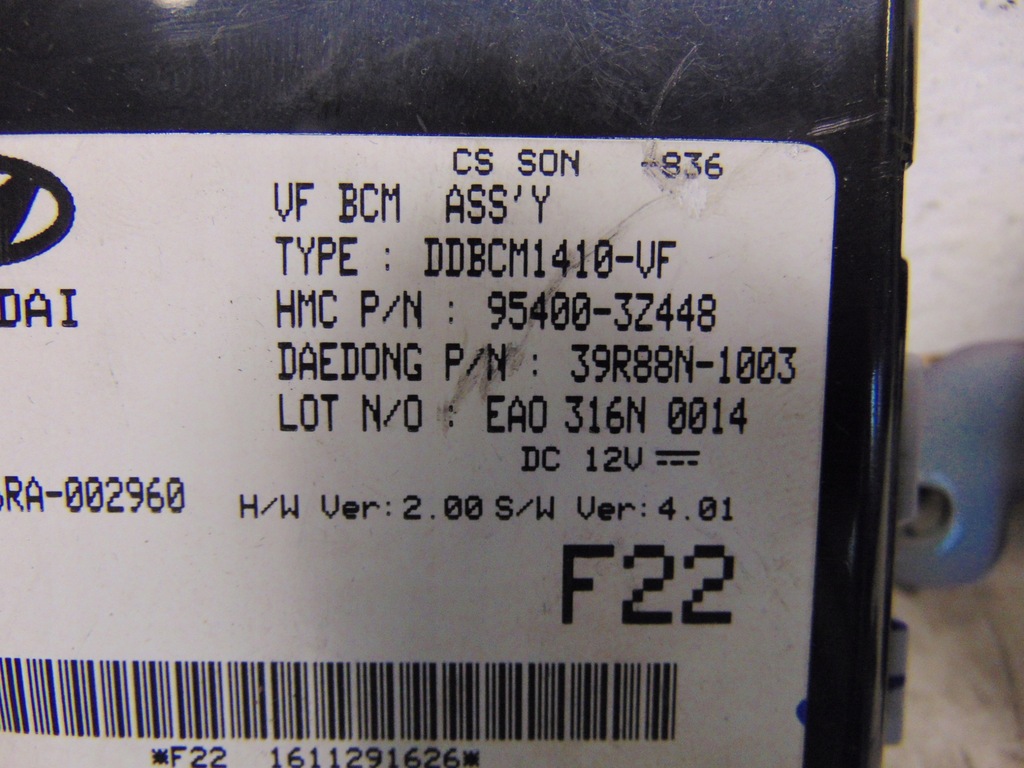 CS SON -836
VF BCM ASS'Y
TYPE : DDBCM1410-VF
HMC P/N : 95400-3Z448
DAI
DAEDONG P/N : 39R88N-1003
LOT N/O : EAO 316N 0014
DC 12V
RA-002960
H/W Ver:2.00 S/W Ver:4.01
F22
*F22 1611291626*